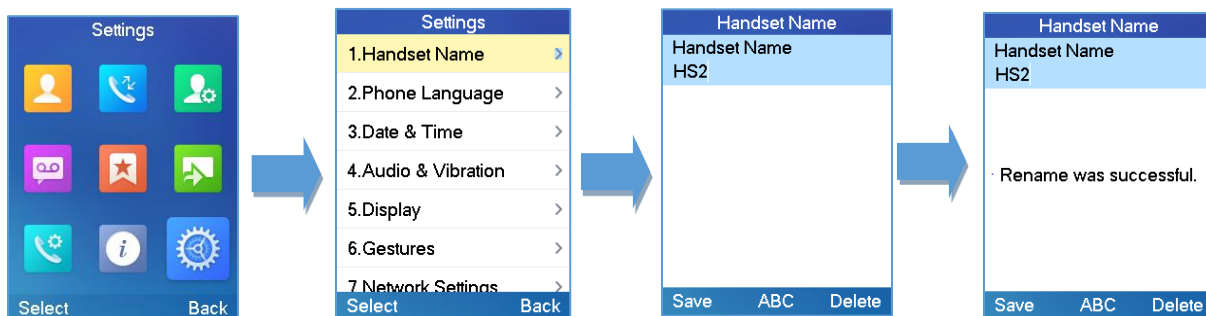 Settings
i
Select Back
Settings
1.Handset Name
2.Phone Language
3.Date & Time
4.Audio & Vibration
5.Display
6.Gestures
7.Network Settings
Select Back
Handset Name
Handset Name
HS2
Save ABC Delete
Handset Name
Handset Name
HS2
Rename was successful.
Save ABC Delete